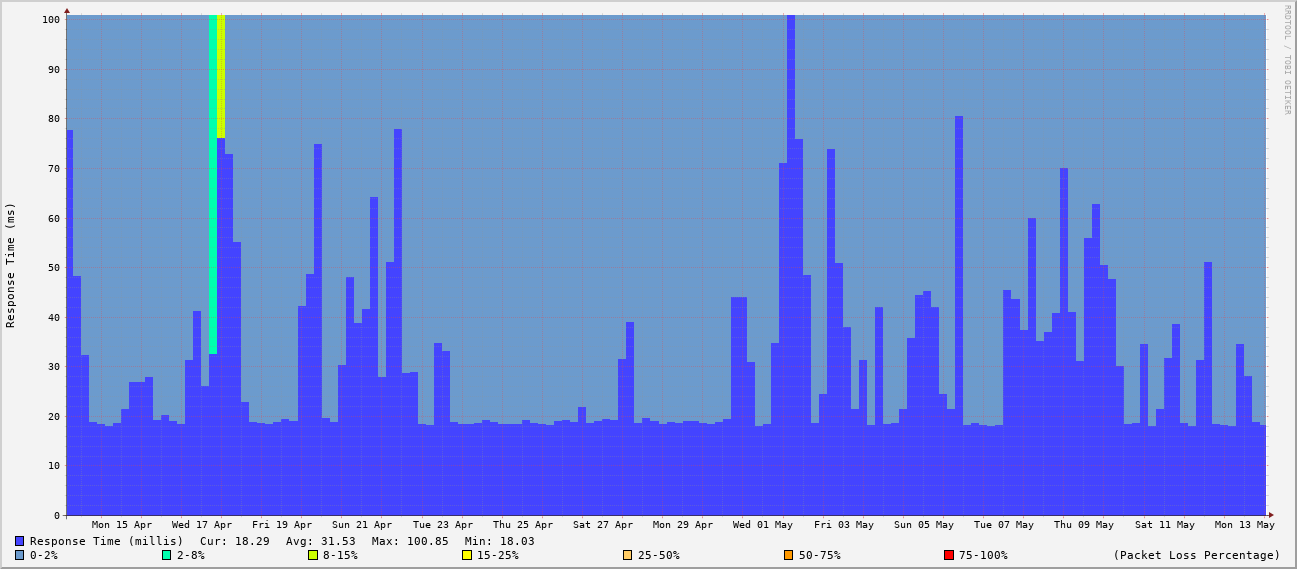 RRDTOOL / TOBI OETIKER
Response Time (ms)
100
90
80
70
60
50
40
30
20
10
0
Mon 15 Apr Wed 17 Apr Fri 19 Apr Sun 21 Apr Tue 23 Apr Thu 25 Apr Sat 27 Apr Mon 29 Apr Wed 01 May Fri 03 May Sun 05 May Tue 07 May Thu 09 May Sat 11 May Mon 13 May
Response Time (millis) Cur: 18.29 Avg: 31.53 Max: 100.85 Min: 18.03
0-2% 2-8% 8-15% 15-25% 25-50% 50-75% 75-100% (Packet Loss Percentage)